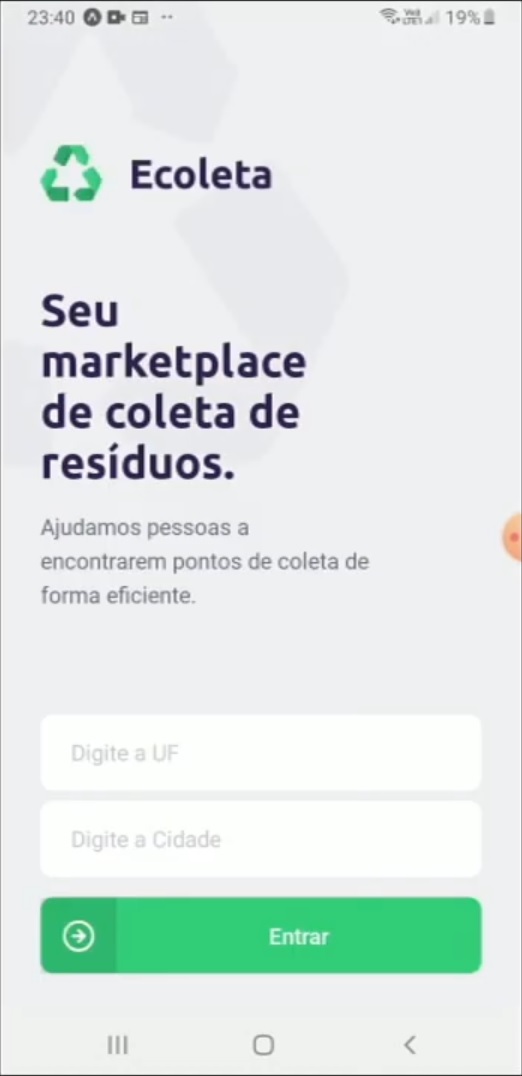 23:40 19%
Ecoleta
Seu
marketplace
de coleta de
resíduos.
Ajudamos pessoas a
encontrarem pontos de coleta de
forma eficiente.
Digite a UF
Digite a Cidade
Entrar